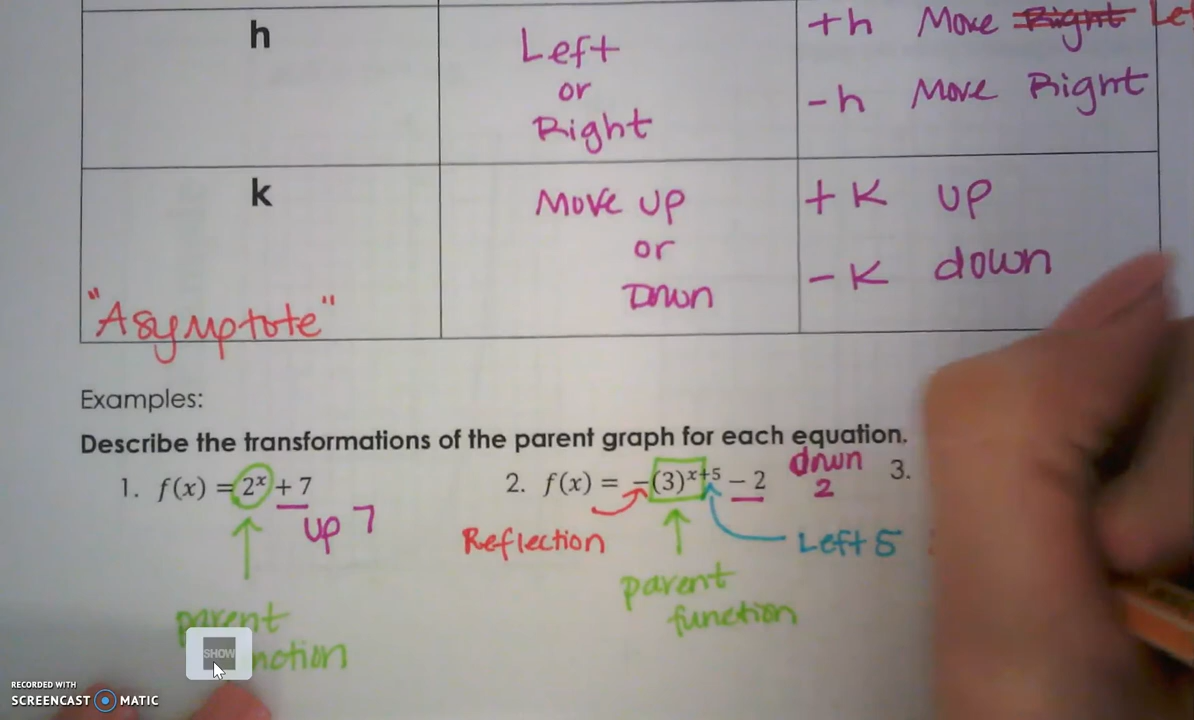 h
Left
or
Right
+h Move Right Le
-h Move Right
k
"Asymptote"
Move up
or
Down
+K up
-K down
Examples:
Describe the transformations of the parent graph for each equation.
1. f(x) = 2ˣ + 7
up 7
parent
2. f(x) = -(3)ˣ⁺⁵ - 2
down
2
Reflection
Left 5
parent
function
3.
SHOW
RECORDED WITH
SCREENCAST MATIC